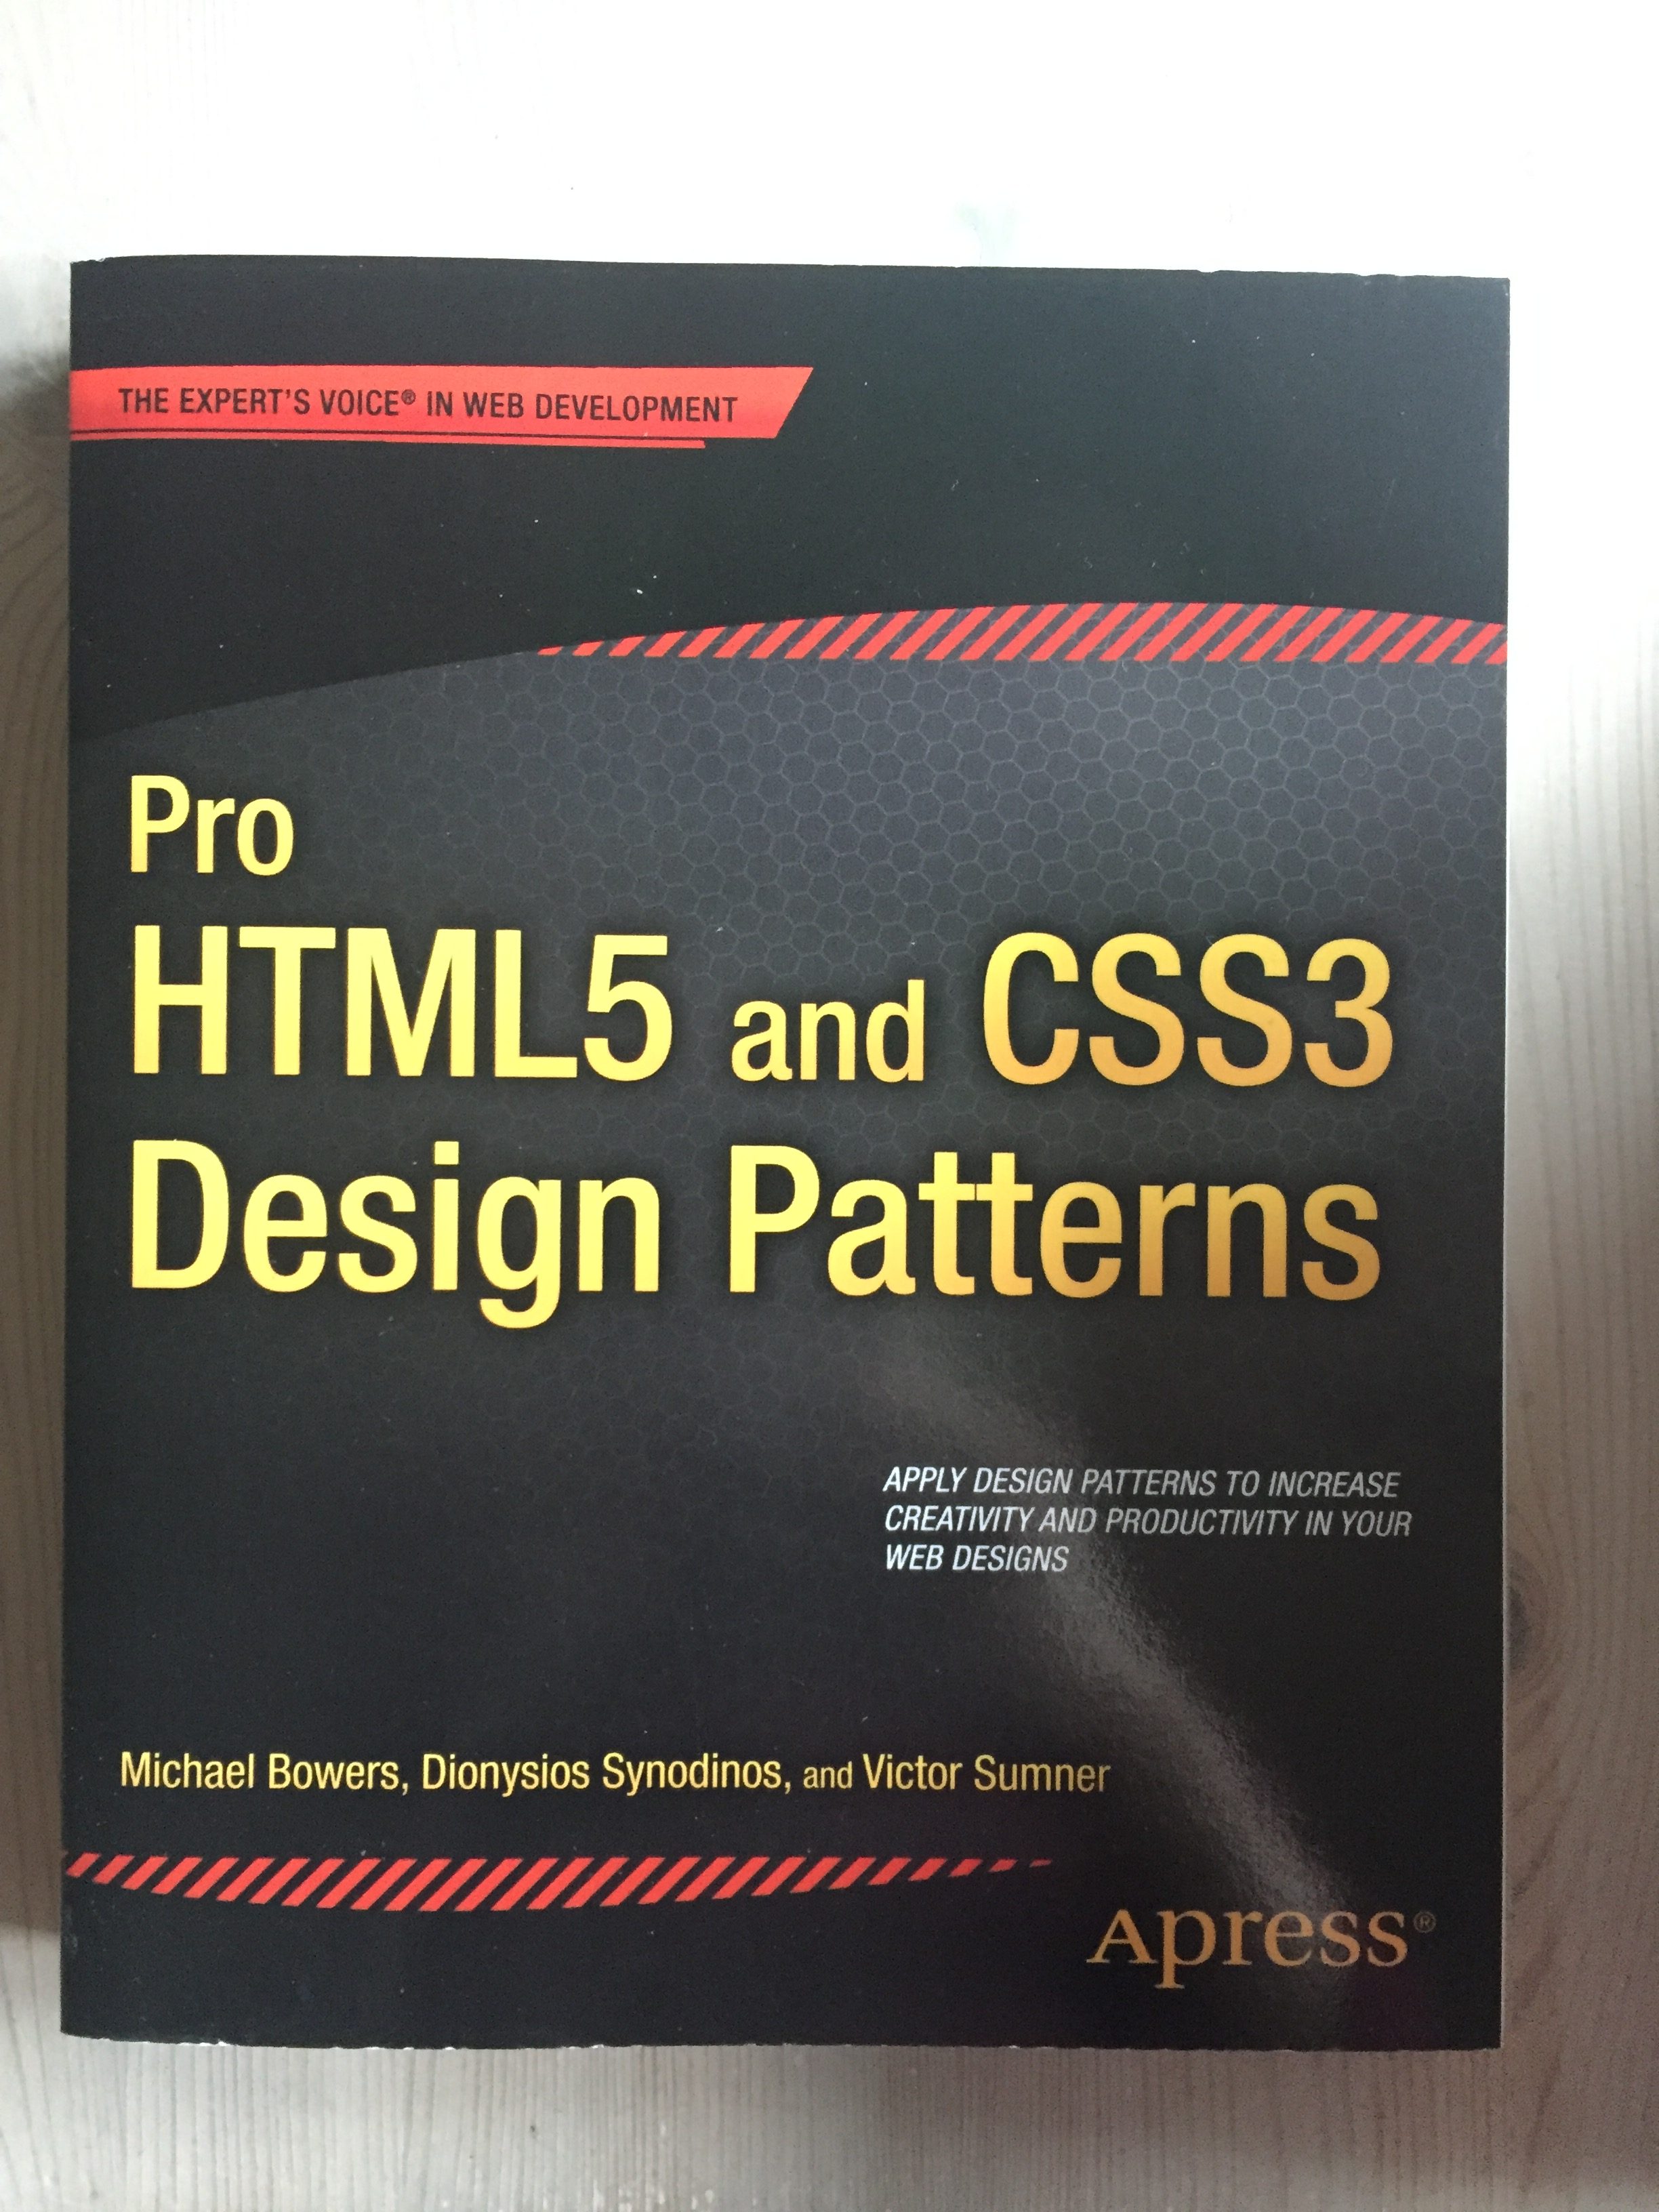 THE EXPERT'S VOICE® IN WEB DEVELOPMENT
Pro
HTML5 and CSS3
Design Patterns
APPLY DESIGN PATTERNS TO INCREASE
CREATIVITY AND PRODUCTIVITY IN YOUR
WEB DESIGNS
Michael Bowers, Dionysios Synodinos, and Victor Sumner
Apress®